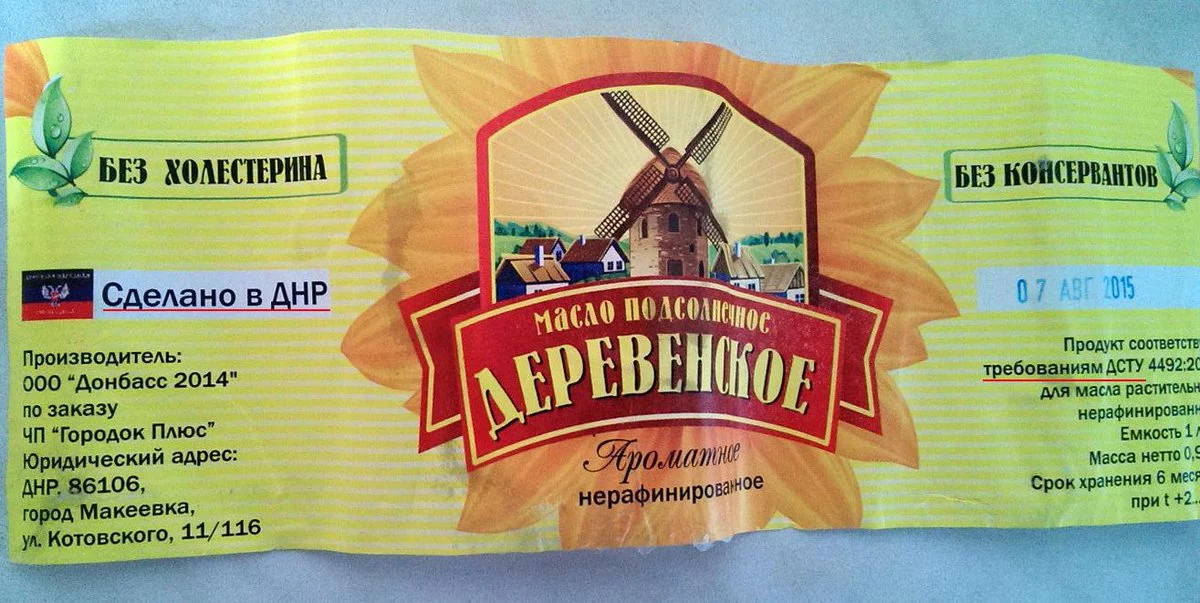 БЕЗ ХОЛЕСТЕРИНА
Сделано в ДНР
Производитель:
ООО "Донбасс 2014"
по заказу
ЧП "Городок Плюс"
Юридический адрес:
ДНР, 86106,
город Макеевка,
ул. Котовского, 11/116
МАСЛО ПОДСОЛНЕЧНОЕ
ДЕРЕВЕНСКОЕ
Ароматное
нерафинированное
БЕЗ КОНСЕРВАНТОВ
07 АВГ 2015
Продукт соответству
требованиям ДСТУ 4492:20
для масла растительн
нерафинирован
Емкость 1 л
Масса нетто 0,9
Срок хранения 6 меся
при t +2...